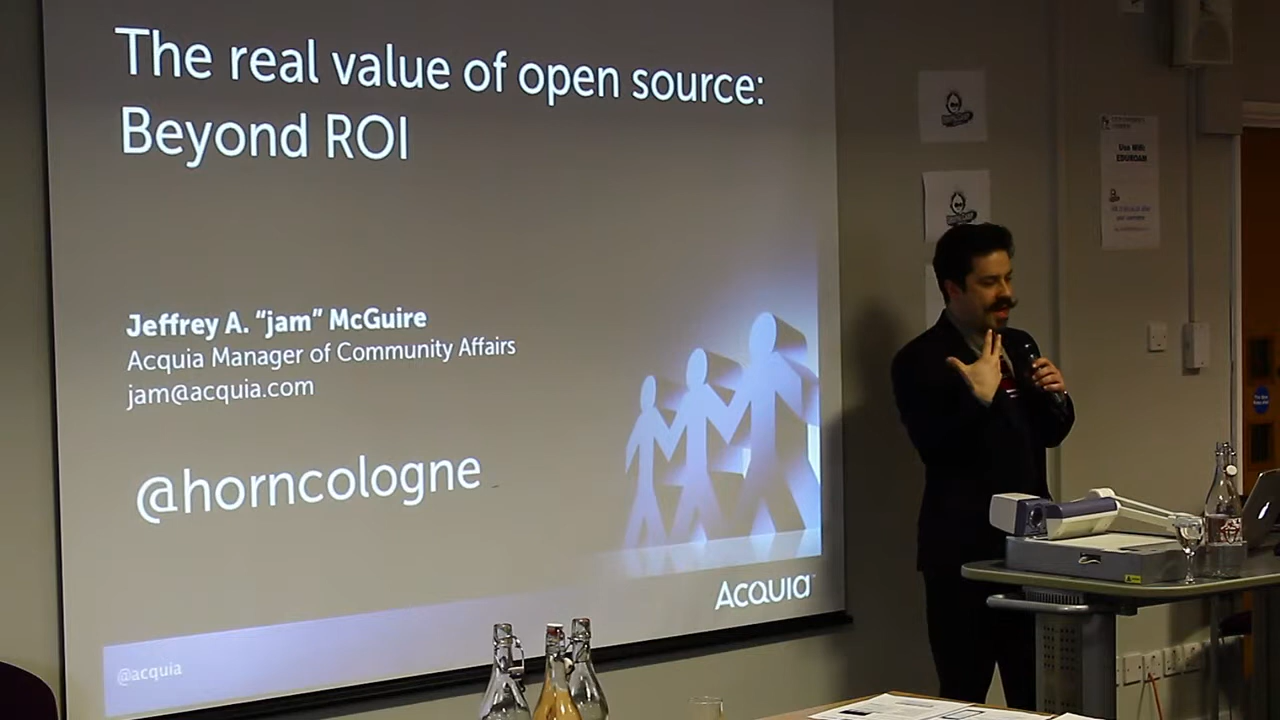 The real value of open source:
Beyond ROI
Jeffrey A. “jam” McGuire
Acquia Manager of Community Affairs
jam@acquia.com
@horncologne
Acquia
@acquia
Use Wifi:
EDUROAM